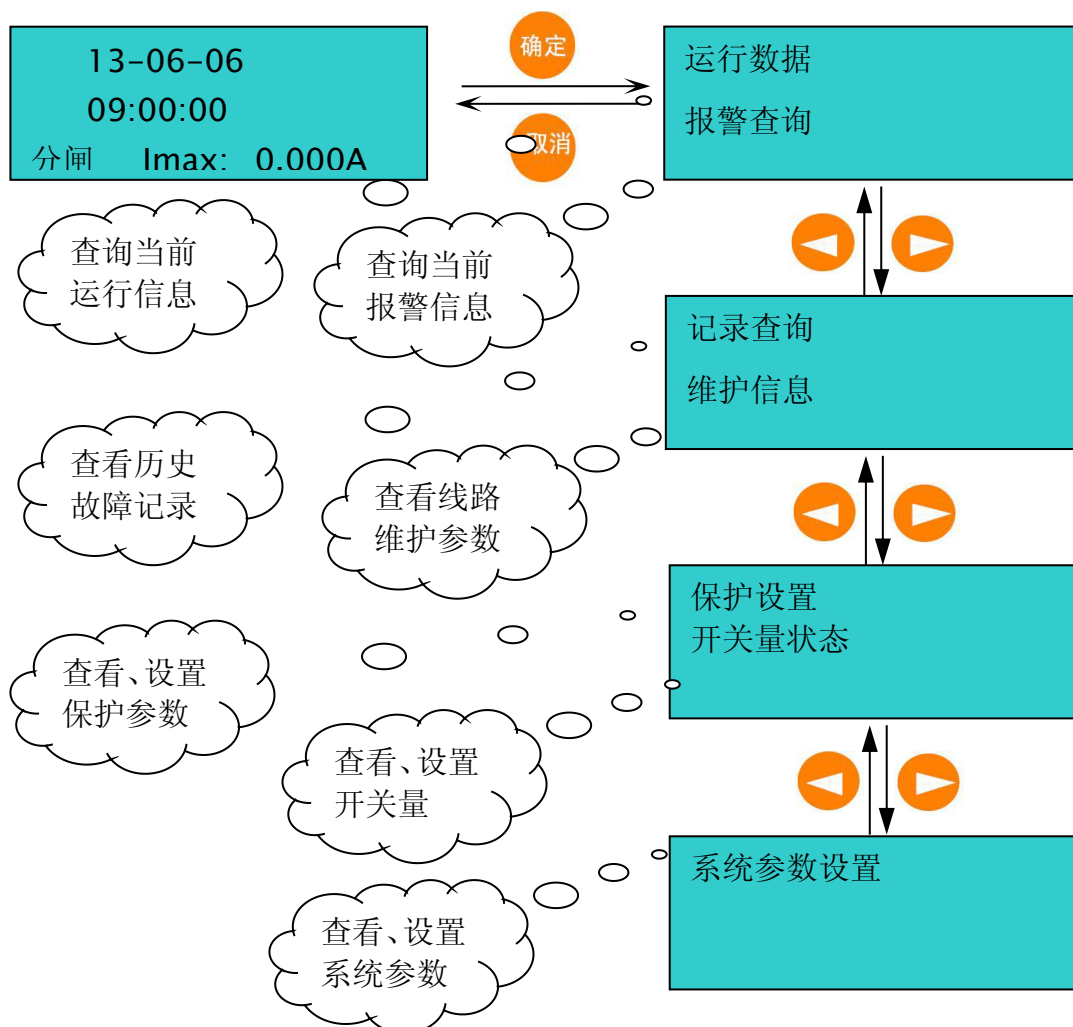 13-06-06
09:00:00
分闸 Imax: 0.000A
确定
取消
运行数据
报警查询
查询当前
运行信息
查询当前
报警信息
记录查询
维护信息
查看历史
故障记录
查看线路
维护参数
保护设置
开关量状态
查看、设置
保护参数
查看、设置
开关量
系统参数设置
查看、设置
系统参数